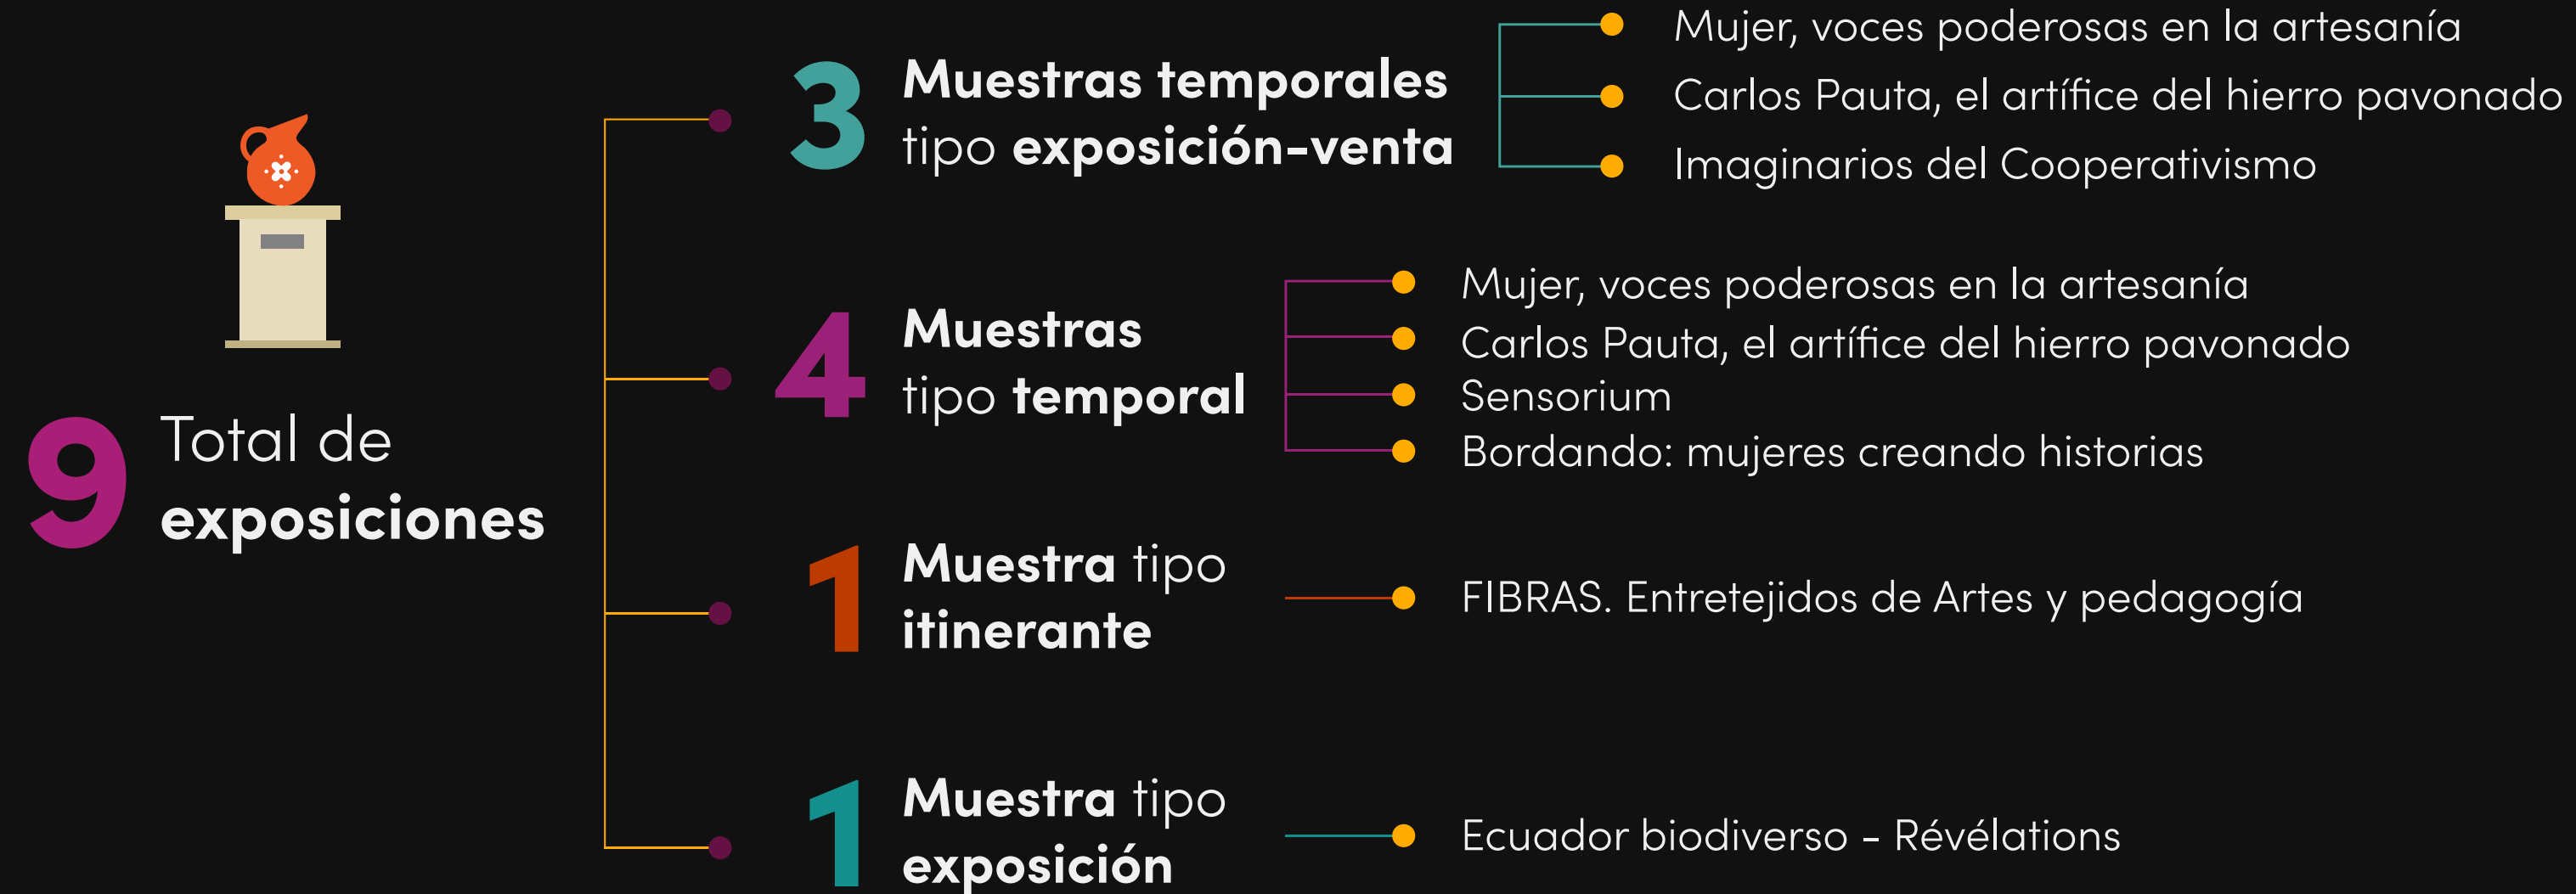 9
Total de
exposiciones
3
Muestras temporales
tipo exposición-venta
Mujer, voces poderosas en la artesanía
Carlos Pauta, el artífice del hierro pavonado
Imaginarios del Cooperativismo
4
Muestras
tipo temporal
Mujer, voces poderosas en la artesanía
Carlos Pauta, el artífice del hierro pavonado
Sensorium
Bordando: mujeres creando historias
1
Muestra tipo
itinerante
FIBRAS. Entretejidos de Artes y pedagogía
1
Muestra tipo
exposición
Ecuador biodiverso - Révélations